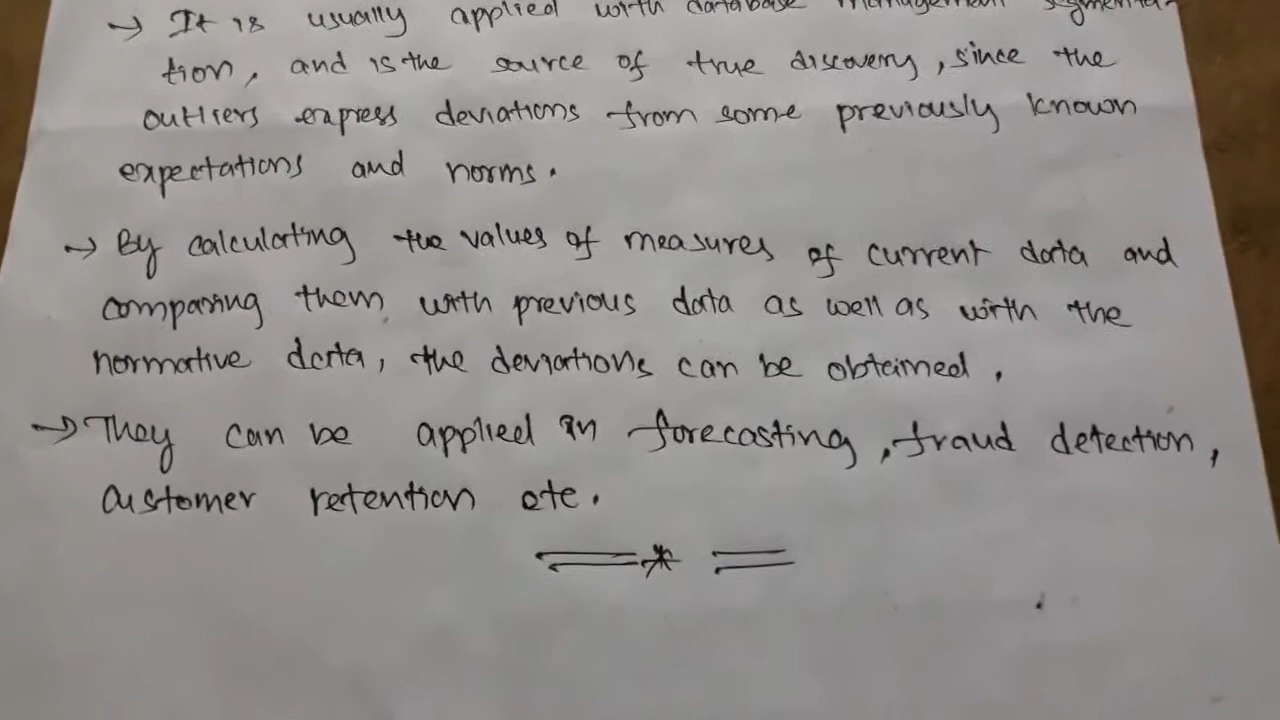 → It is usually applied with database management segmenta-
tion, and is the source of true discovery, since the
outliers express deviations from some previously known
expectations and norms.
→ By calculating the values of measures of current data and
comparing them with previous data as well as with the
normative data, the deviations can be obtained.
→ They can be applied in forecasting, fraud detection,
customer retention etc.